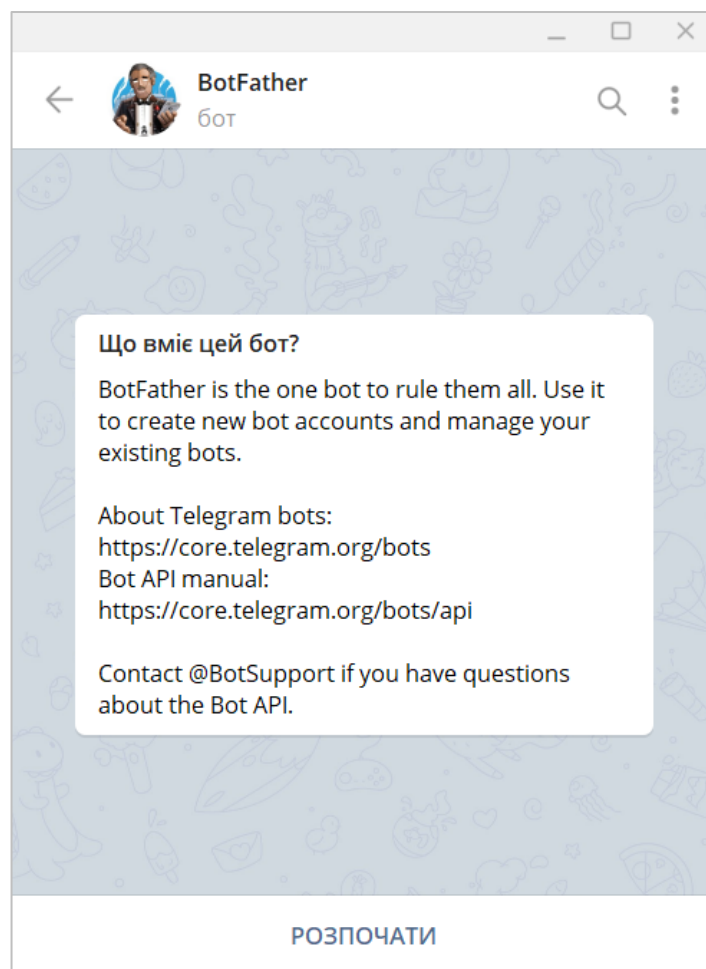 BotFather
бот
Що вміє цей бот?
BotFather is the one bot to rule them all. Use it
to create new bot accounts and manage your
existing bots.
About Telegram bots:
https://core.telegram.org/bots
Bot API manual:
https://core.telegram.org/bots/api
Contact @BotSupport if you have questions
about the Bot API.
РОЗПОЧАТИ